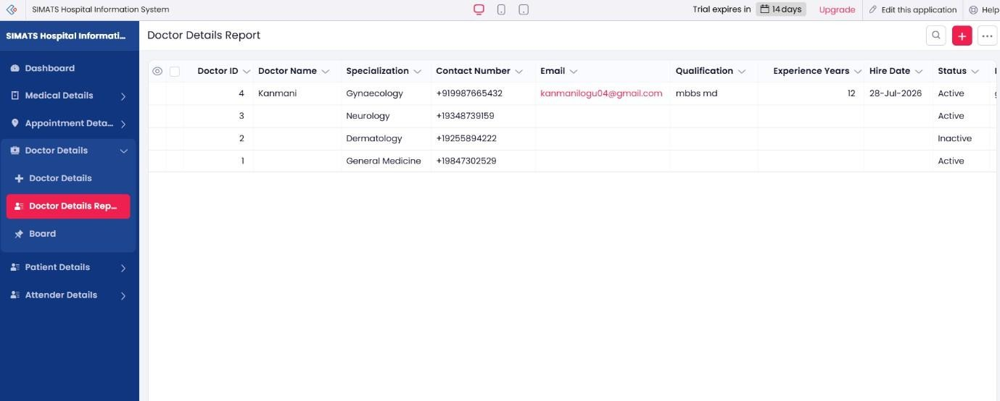 SIMATS Hospital Information System
Trial expires in 14 days Upgrade Edit this application Help
SIMATS Hospital Informati...
Doctor Details Report
Dashboard
Medical Details
Appointment Deta...
Doctor Details
Doctor Details
Doctor Details Rep...
Board
Patient Details
Attender Details
Doctor ID Doctor Name Specialization Contact Number Email Qualification Experience Years Hire Date Status
4 Kanmani Gynaecology +919987665432 kanmanilogu04@gmail.com mbbs md 12 28-Jul-2026 Active
3 Neurology +19348739159 Active
2 Dermatology +19255894222 Inactive
1 General Medicine +19847302529 Active